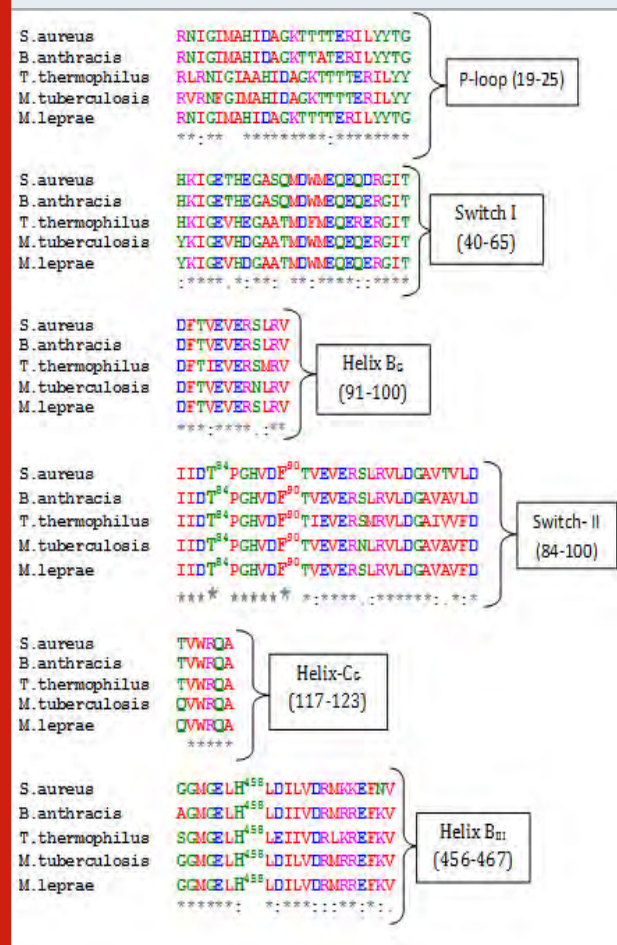 S.aureus RNIGIMAHIDAGKTTTTERILYYTG
B.anthracis RNIGIMAHIDAGKTTATERILYYTG
T.thermophilus RLRNIGIAAHIDAGKTTTTERILYY
M.tuberculosis RVRNFGIMAHIDAGKTTTTERILYY
M.leprae RNIGIMAHIDAGKTTTTERILYYTG
**:** *********:*********
P-loop (19-25)
S.aureus HKIGETHEGASQMDWMEQEQDRGIT
B.anthracis HKIGETHEGASQMDWMEQEQERGIT
T.thermophilus HKIGEVHEGAATMDFMEQERERGIT
M.tuberculosis YKIGEVHDGAATMDWMEQEQERGIT
M.leprae YKIGEVHDGAATMDWMEQEQERGIT
:****.*:**: **:****::****
Switch I
(40-65)
S.aureus DFTVEVERSLRV
B.anthracis DFTVEVERSLRV
T.thermophilus DFTIEVERSMRV
M.tuberculosis DFTVEVERNLRV
M.leprae DFTVEVERSLRV
***:****.:**
Helix BG
(91-100)
S.aureus IIDT84PGHVDF90TVEVERSLRVLDGAVTVLD
B.anthracis IIDT84PGHVDF90TVEVERSLRVLDGAVAVLD
T.thermophilus IIDT84PGHVDF90TIEVERSMRVLDGAIVVFD
M.tuberculosis IIDT84PGHVDF90TVEVERNLRVLDGAVAVFD
M.leprae IIDT84PGHVDF90TVEVERSLRVLDGAVAVFD
**** ****** *:****.:******:.*:*
Switch- II
(84-100)
S.aureus TVWRQA
B.anthracis TVWRQA
T.thermophilus TVWRQA
M.tuberculosis QVWRQA
M.leprae QVWRQA
*****
Helix-CG
(117-123)
S.aureus GGMGELH458LDILVDRMKKEFNV
B.anthracis AGMGELH458LDIIVDRMRREFKV
T.thermophilus SGMGELH458LEIIVDRLKREFKV
M.tuberculosis GGMGELH458LDILVDRMRREFKV
M.leprae GGMGELH458LDILVDRMRREFKV
******: *:**:::**:*:.
Helix BIII
(456-467)